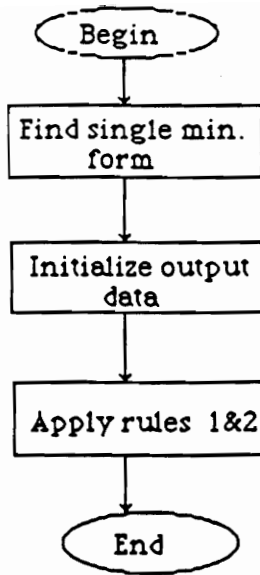 Begin
Find single min.
form
Initialize output
data
Apply rules 1&2
End